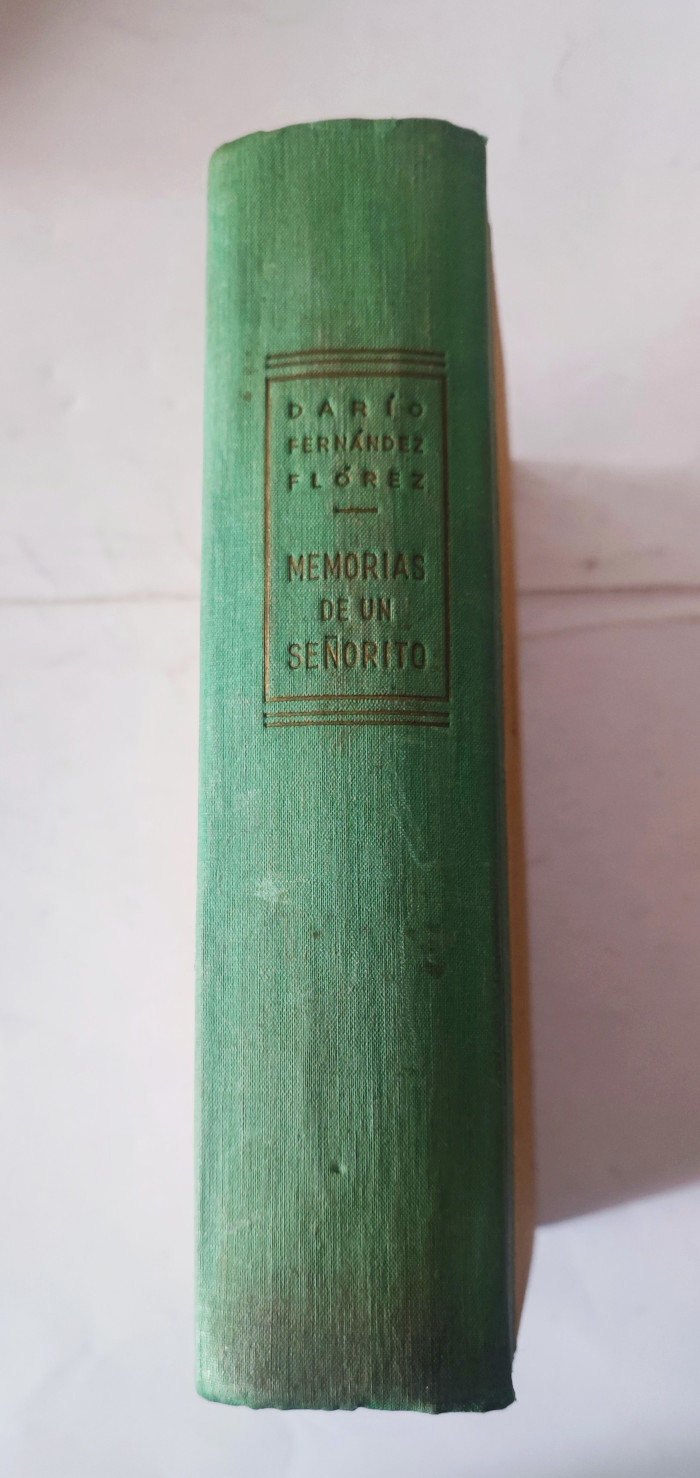 DARÍO
FERNÁNDEZ
FLÓREZ
MEMORIAS
DE UN
SEÑORITO